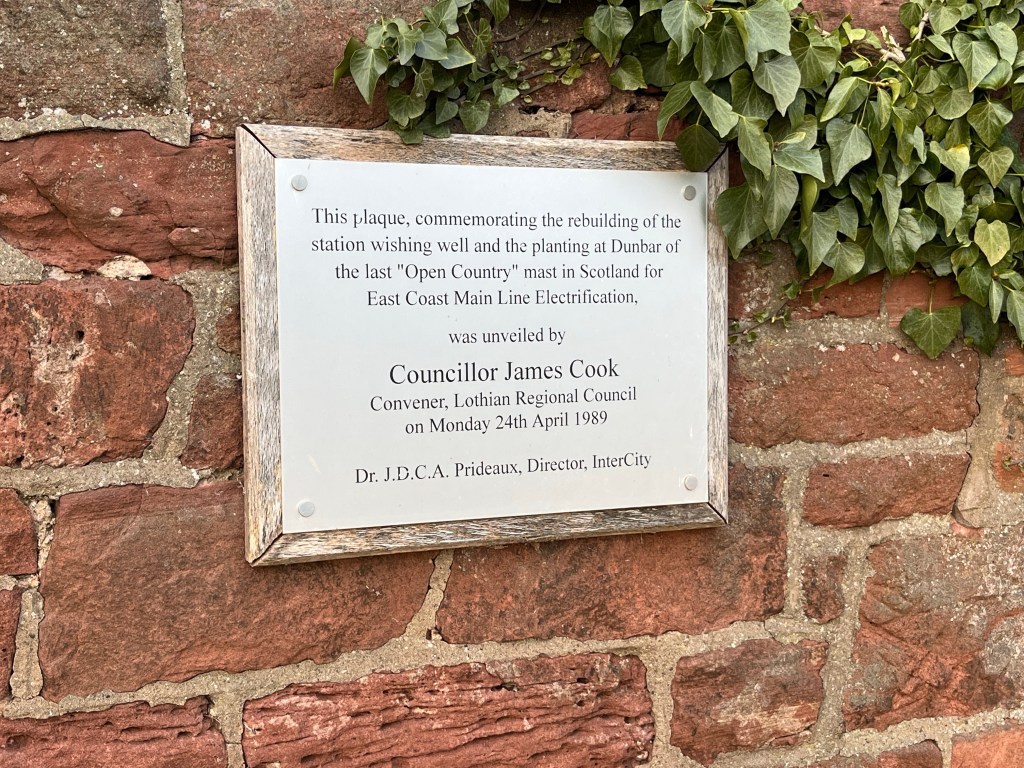 This plaque, commemorating the rebuilding of the
station wishing well and the planting at Dunbar of
the last "Open Country" mast in Scotland for
East Coast Main Line Electrification,
was unveiled by
Councillor James Cook
Convener, Lothian Regional Council
on Monday 24th April 1989
Dr. J.D.C.A. Prideaux, Director, InterCity